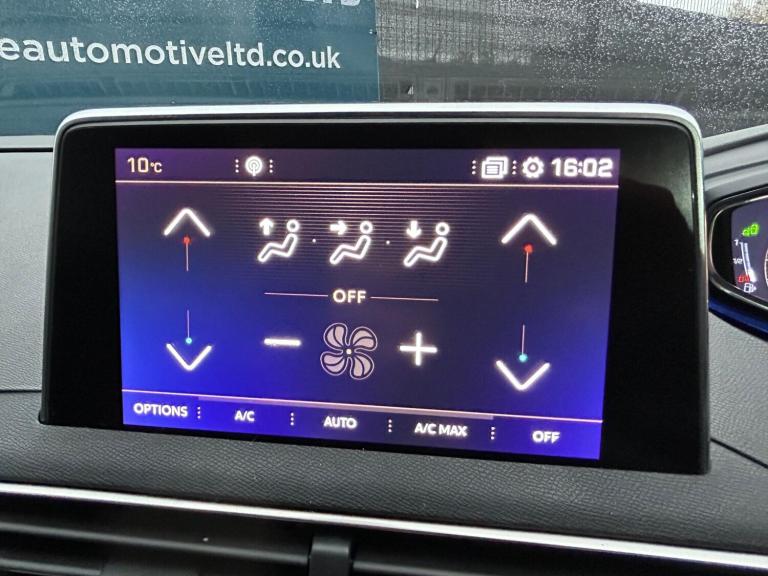 eautomotiveltd.co.uk
10°C
16:02
OFF
OPTIONS A/C AUTO A/C MAX OFF